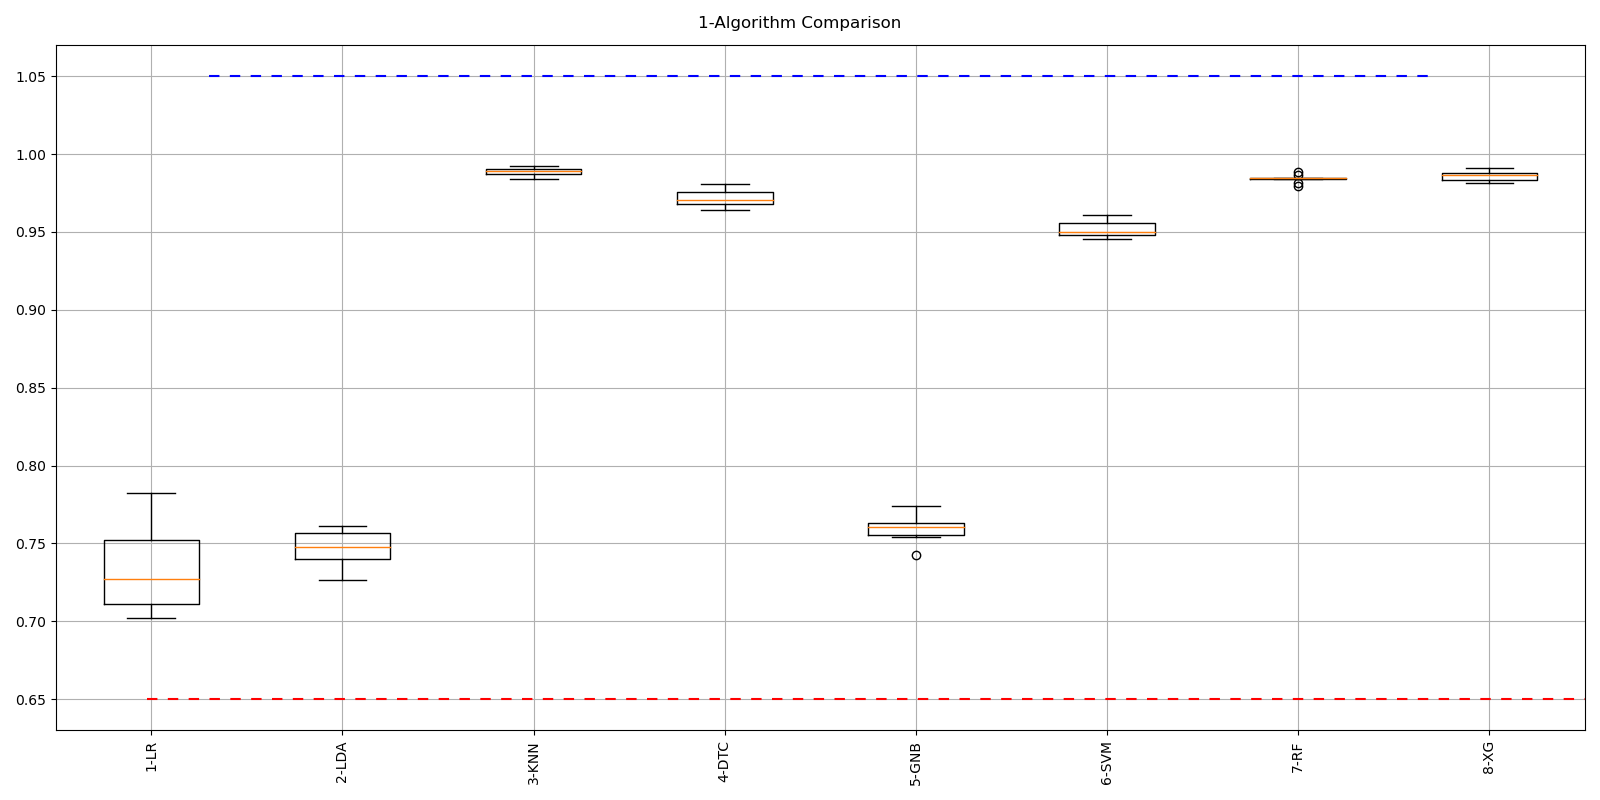 1-Algorithm Comparison
1.05
1.00
0.95
0.90
0.85
0.80
0.75
0.70
0.65
1-LR
2-LDA
3-KNN
4-DTC
5-GNB
6-SVM
7-RF
8-XG